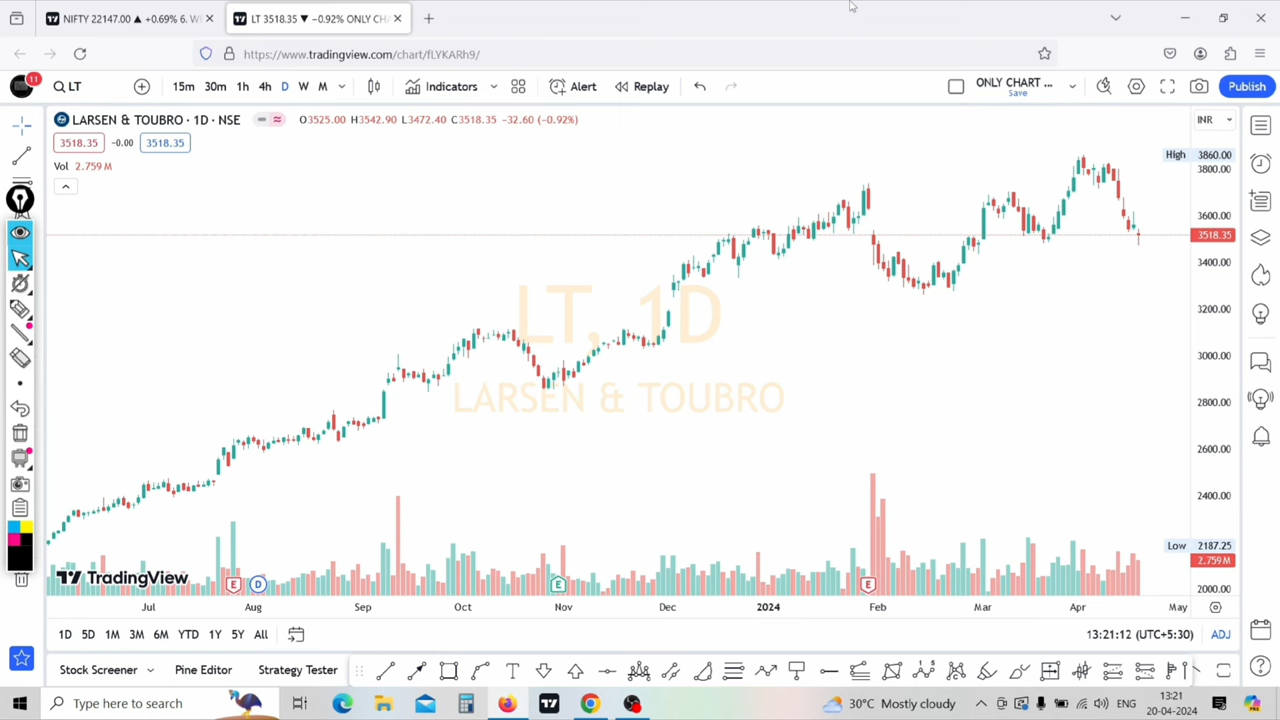 NIFTY 22147.00 ▲ +0.69% 6. W
LT 3518.35 ▼ −0.92% ONLY CH
https://www.tradingview.com/chart/fLYKARh9/
11
LT
15m 30m 1h 4h D W M
Indicators
Alert
Replay
ONLY CHART ...
Save
Publish
LARSEN & TOUBRO · 1D · NSE
O3525.00 H3542.90 L3472.40 C3518.35 −32.60 (−0.92%)
INR
3518.35 -0.00 3518.35
Vol 2.759 M
High 3860.00
3800.00
3600.00
3518.35
3400.00
3200.00
3000.00
2800.00
2600.00
2400.00
Low 2187.25
2.759 M
2000.00
LT, 1D
LARSEN & TOUBRO
TradingView
E D E E
Jul Aug Sep Oct Nov Dec 2024 Feb Mar Apr May
1D 5D 1M 3M 6M YTD 1Y 5Y All
13:21:12 (UTC+5:30)
ADJ
Stock Screener
Pine Editor
Strategy Tester
Type here to search
30°C Mostly cloudy
ENG
13:21
20-04-2024